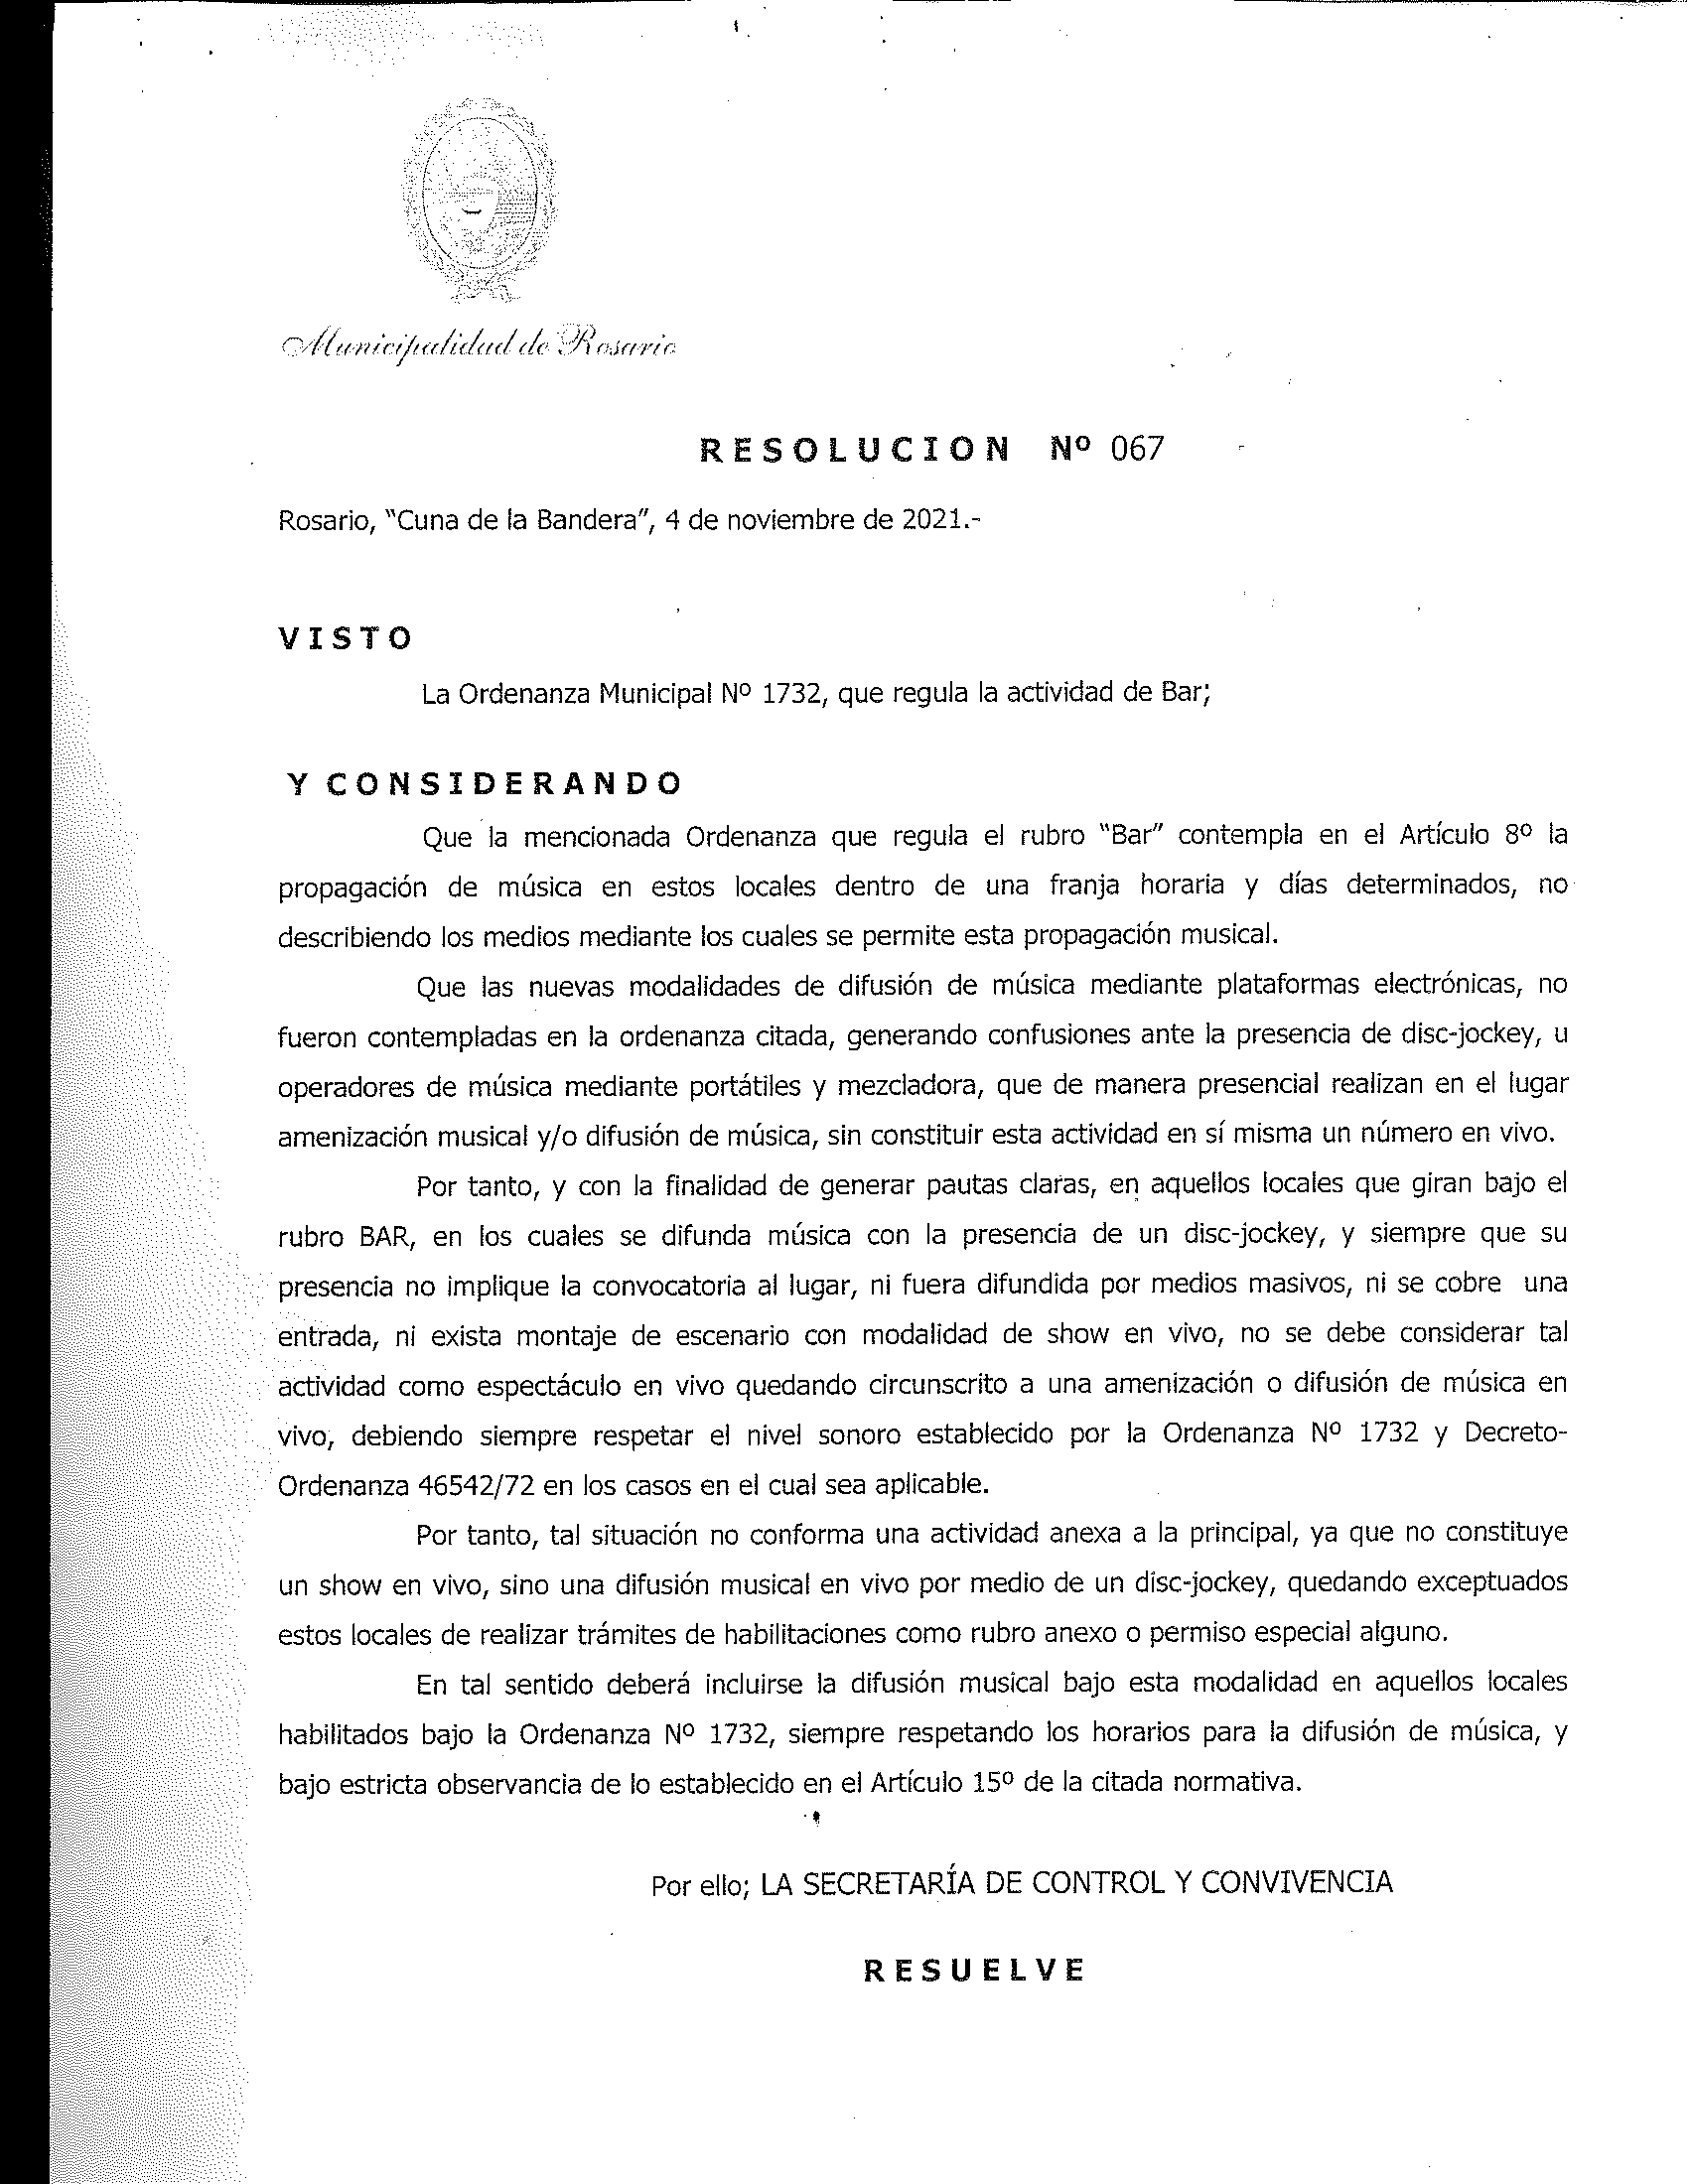 Municipalidad de Rosario
RESOLUCION Nº 067
Rosario, "Cuna de la Bandera", 4 de noviembre de 2021.-
VISTO
La Ordenanza Municipal Nº 1732, que regula la actividad de Bar;
Y CONSIDERANDO
Que la mencionada Ordenanza que regula el rubro "Bar" contempla en el Artículo 8º la
propagación de música en estos locales dentro de una franja horaria y días determinados, no
describiendo los medios mediante los cuales se permite esta propagación musical.
Que las nuevas modalidades de difusión de música mediante plataformas electrónicas, no
fueron contempladas en la ordenanza citada, generando confusiones ante la presencia de disc-jockey, u
operadores de música mediante portátiles y mezcladora, que de manera presencial realizan en el lugar
amenización musical y/o difusión de música, sin constituir esta actividad en sí misma un número en vivo.
Por tanto, y con la finalidad de generar pautas claras, en aquellos locales que giran bajo el
rubro BAR, en los cuales se difunda música con la presencia de un disc-jockey, y siempre que su
presencia no implique la convocatoria al lugar, ni fuera difundida por medios masivos, ni se cobre una
entrada, ni exista montaje de escenario con modalidad de show en vivo, no se debe considerar tal
actividad como espectáculo en vivo quedando circunscrito a una amenización o difusión de música en
vivo, debiendo siempre respetar el nivel sonoro establecido por la Ordenanza Nº 1732 y Decreto-
Ordenanza 46542/72 en los casos en el cual sea aplicable.
Por tanto, tal situación no conforma una actividad anexa a la principal, ya que no constituye
un show en vivo, sino una difusión musical en vivo por medio de un disc-jockey, quedando exceptuados
estos locales de realizar trámites de habilitaciones como rubro anexo o permiso especial alguno.
En tal sentido deberá incluirse la difusión musical bajo esta modalidad en aquellos locales
habilitados bajo la Ordenanza Nº 1732, siempre respetando los horarios para la difusión de música, y
bajo estricta observancia de lo establecido en el Artículo 15º de la citada normativa.
Por ello; LA SECRETARÍA DE CONTROL Y CONVIVENCIA
RESUELVE